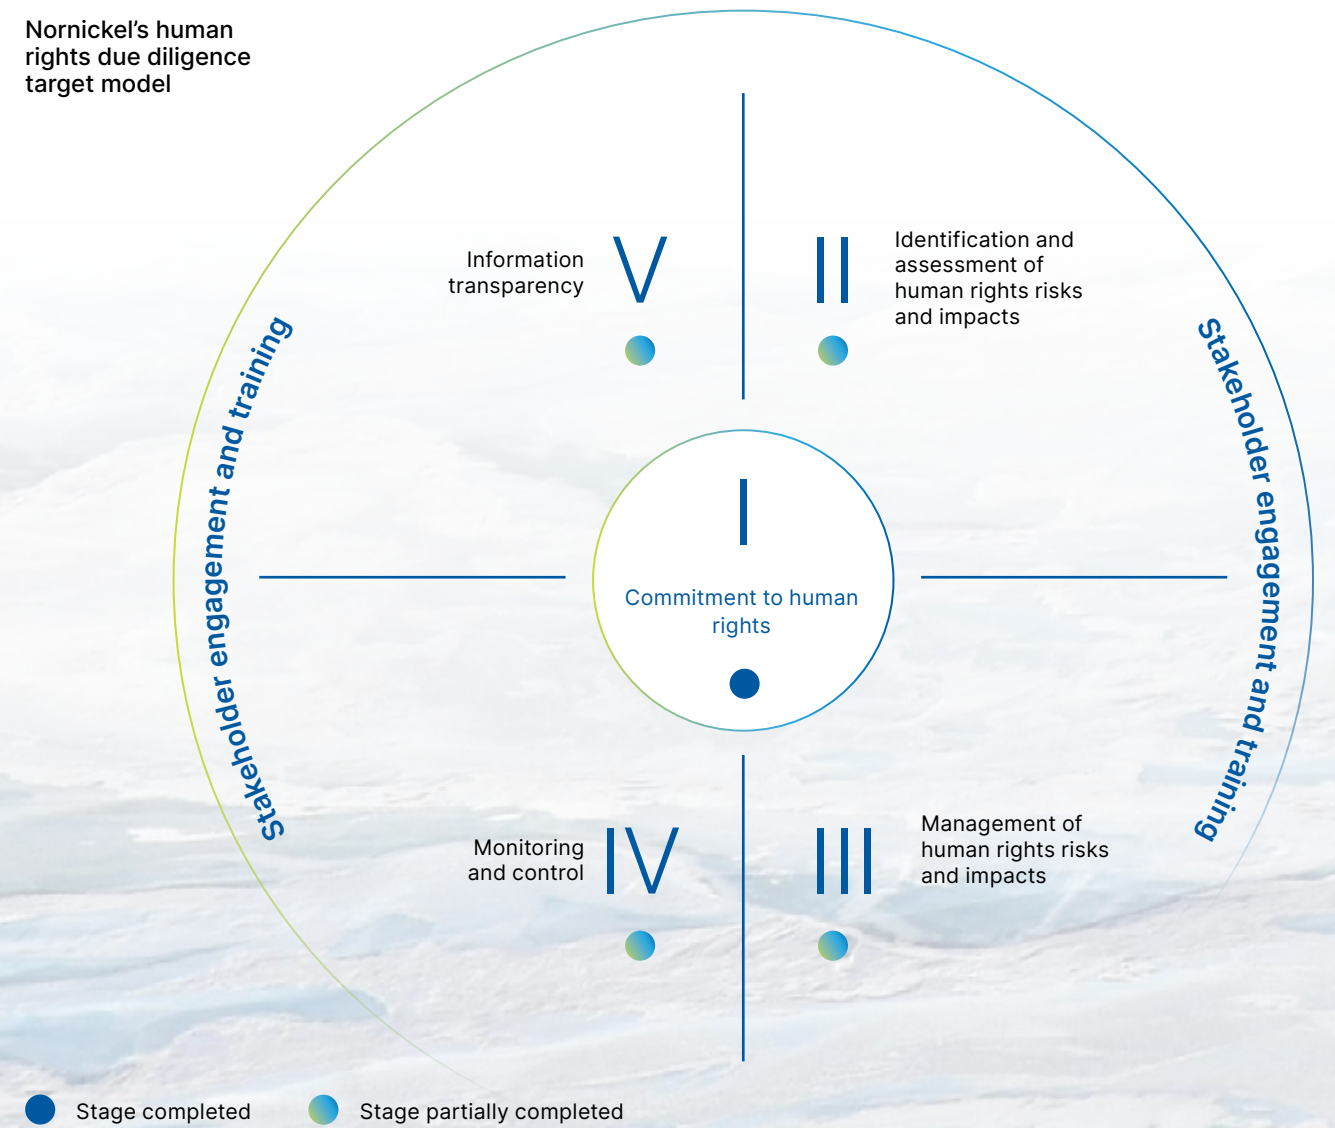 Nornickel’s human
rights due diligence
target model
Information
transparency
V
II
Identification and
assessment of
human rights risks
and impacts
Stakeholder engagement and training
Stakeholder engagement and training
I
Commitment to human
rights
Monitoring
and control
IV
III
Management of
human rights risks
and impacts
Stage completed
Stage partially completed